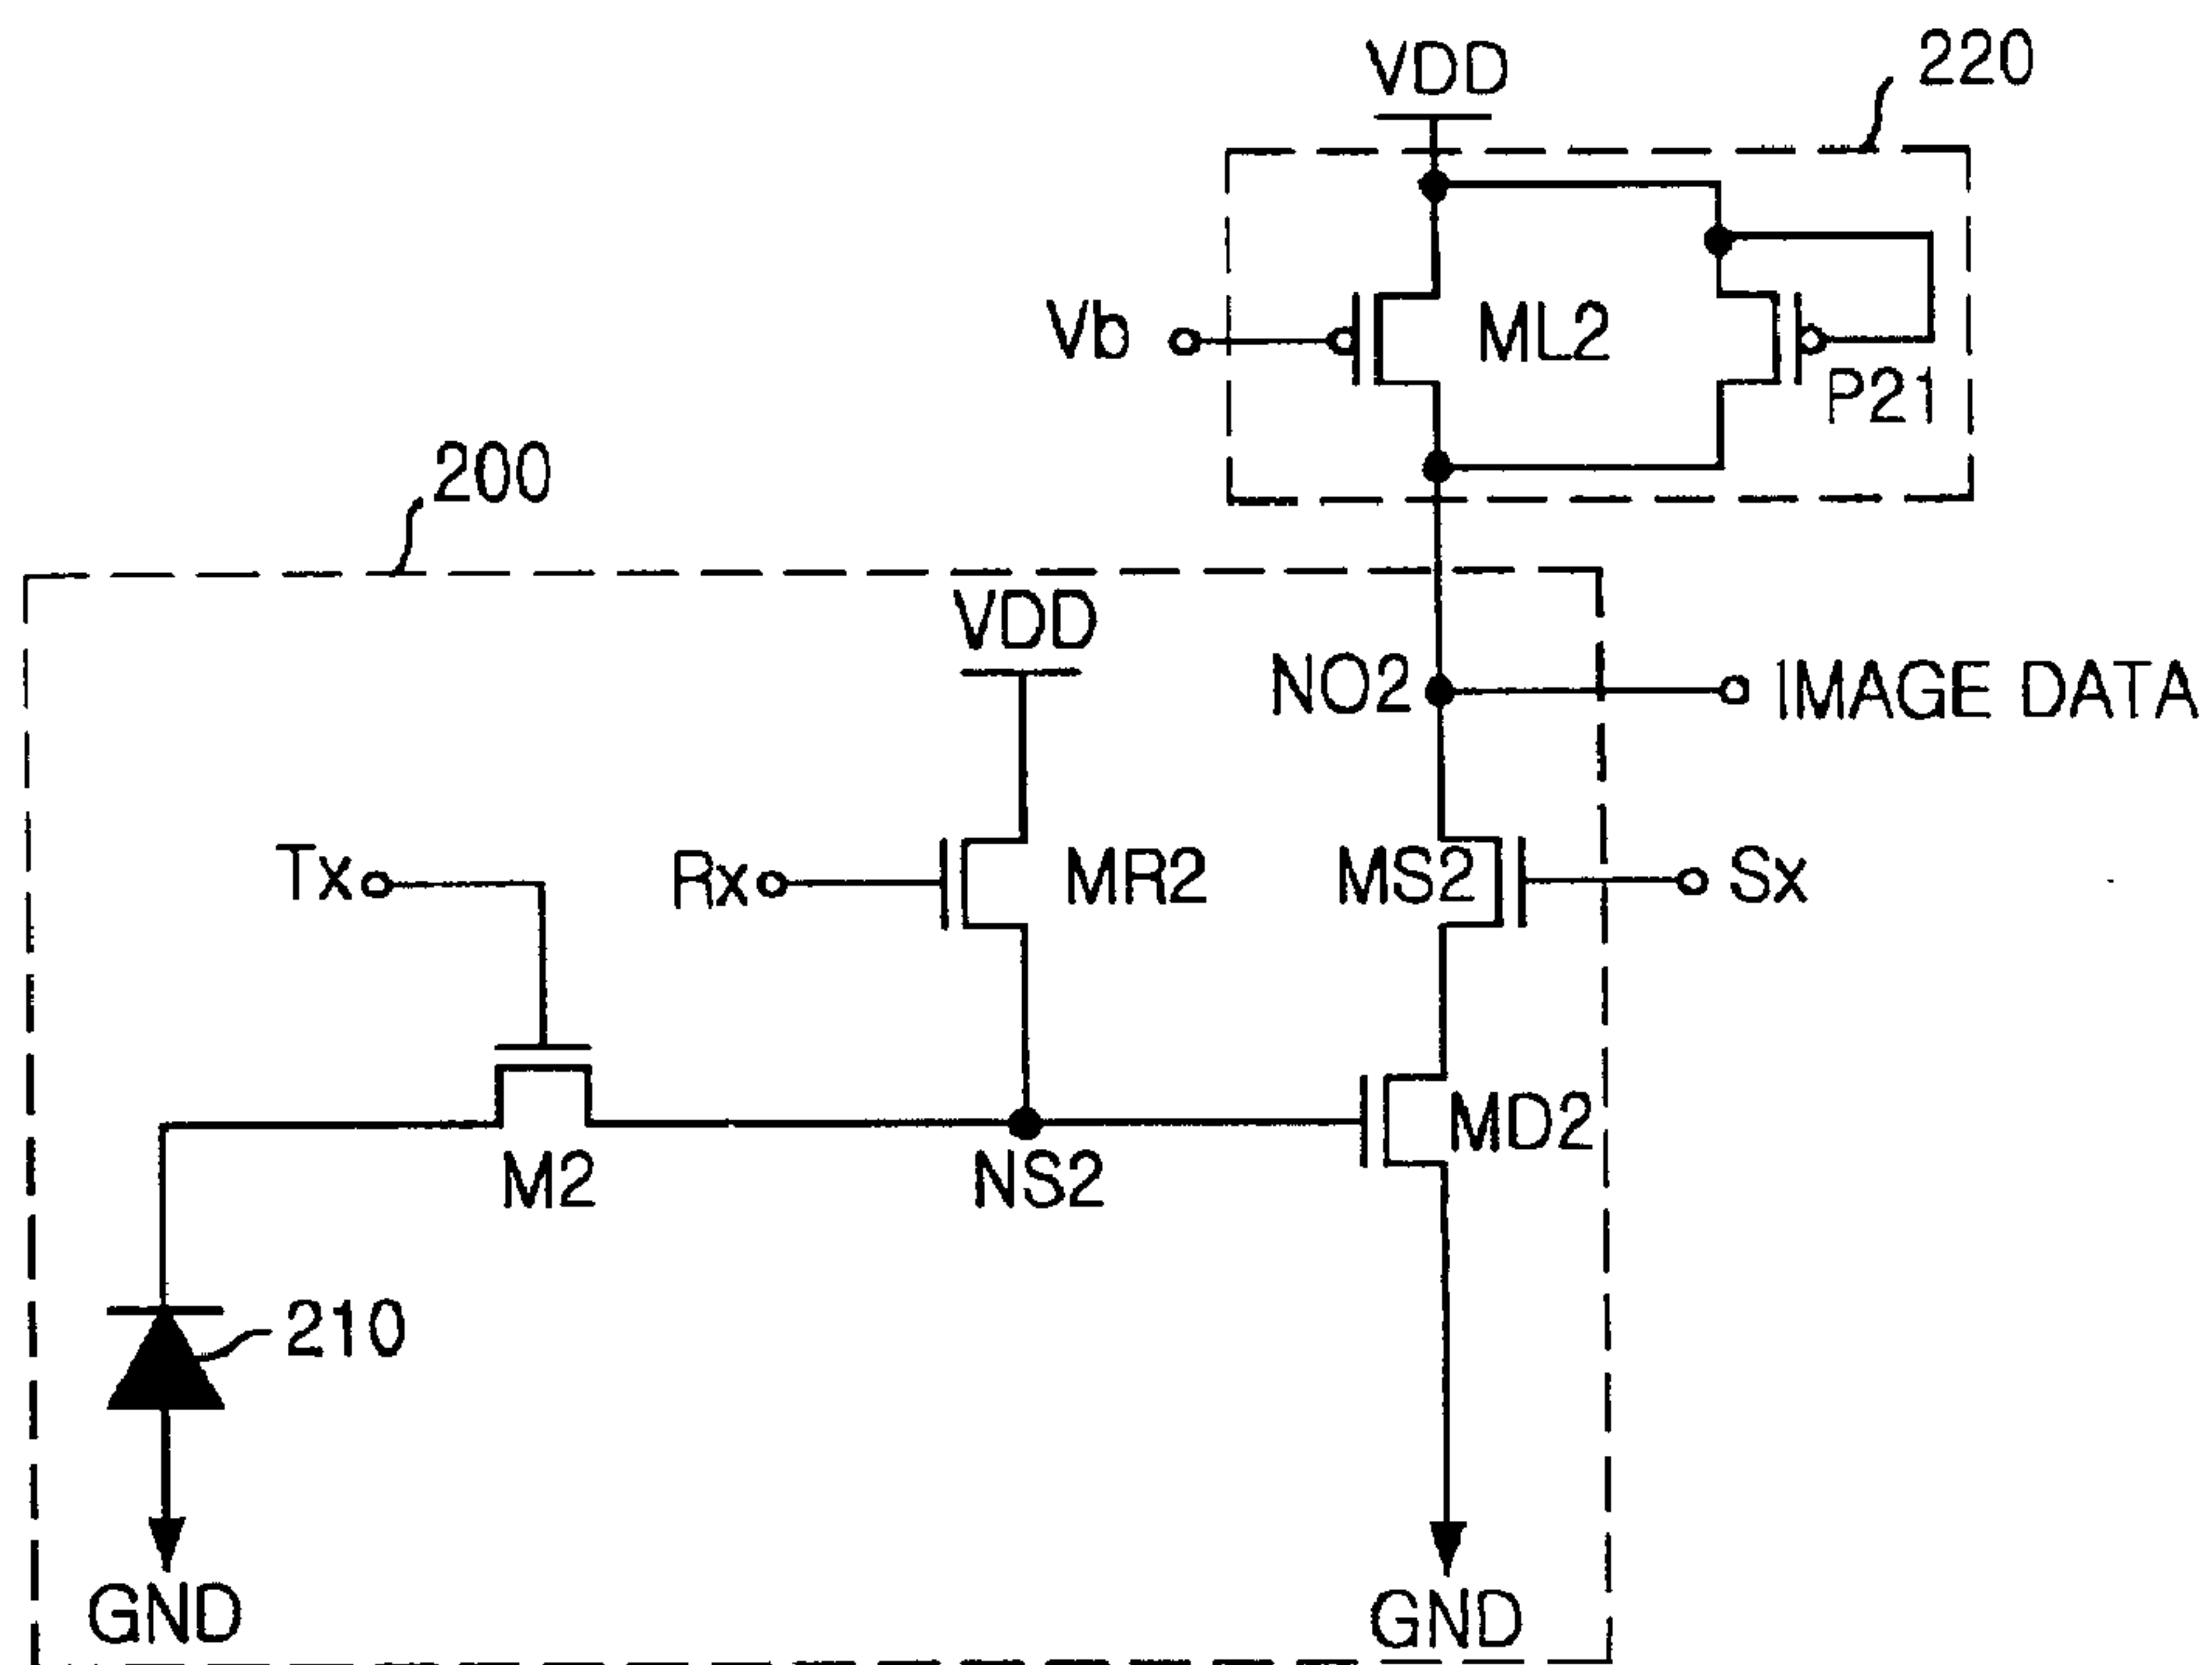 220
VDD
Vb
ML2
P21
200
VDD
NO2
IMAGE DATA
Tx
Rx
MR2
MS2
Sx
M2
NS2
MD2
210
GND
GND